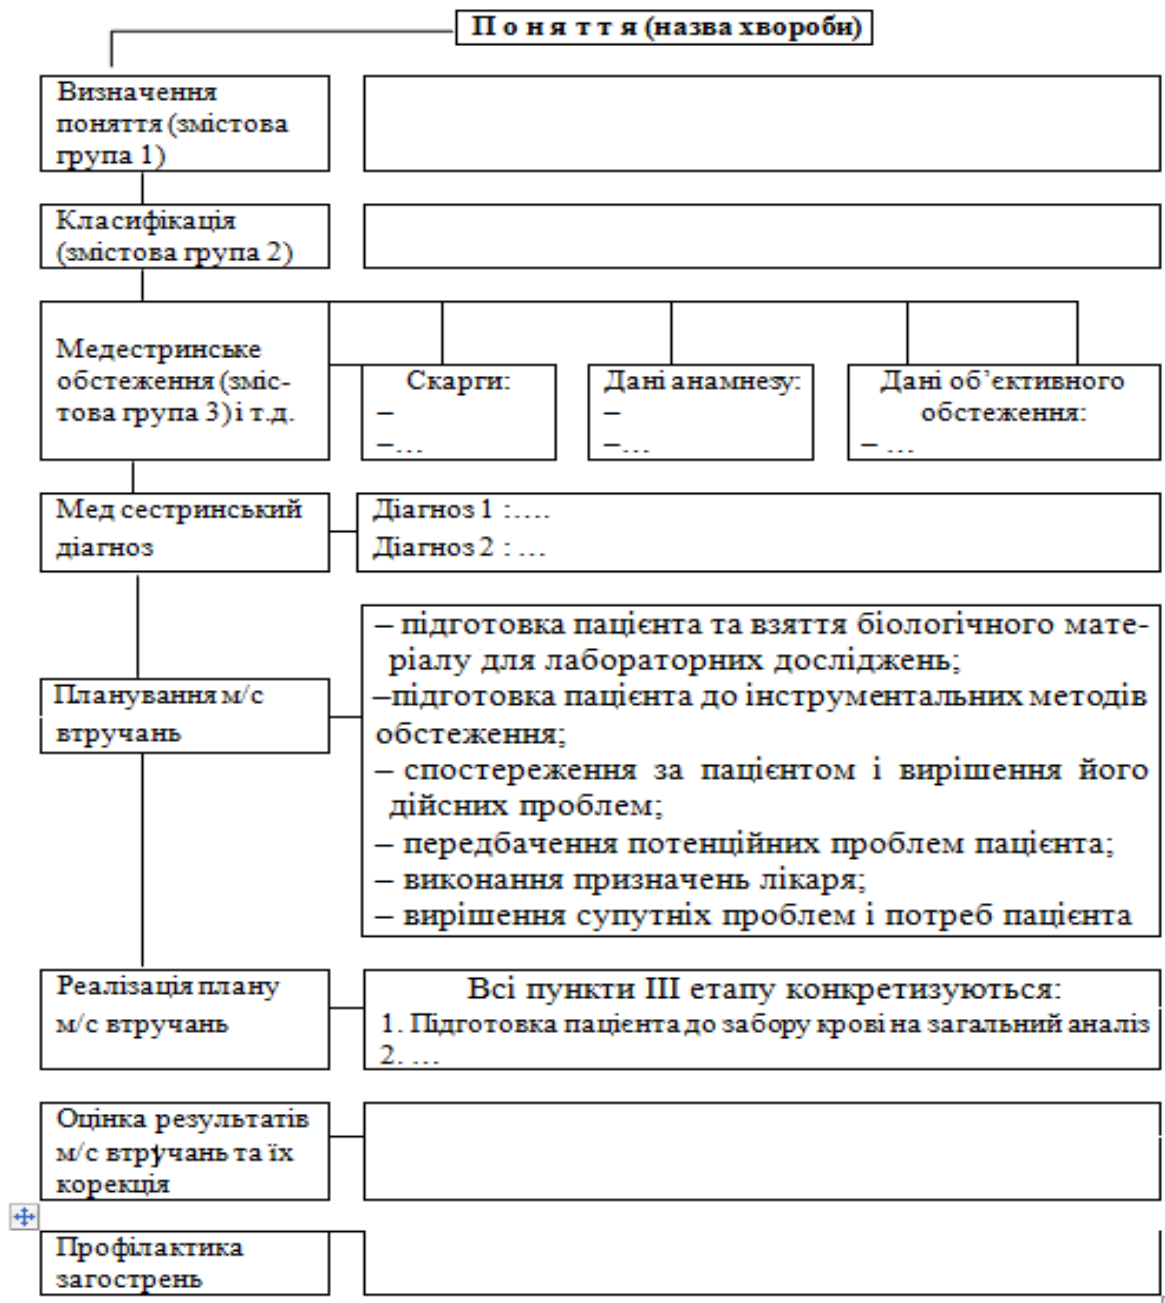 П о н я т т я (назва хвороби)
Визначення
поняття (змістова
група 1)
Класифікація
(змістова група 2)
Медестринське
обстеження (зміс-
това група 3) і т.д.
Скарги:
–
–…
Дані анамнезу:
–
–…
Дані об’єктивного
обстеження:
– …
Мед сестринський
діагноз
Діагноз 1 :….
Діагноз 2 : …
Планування м/с
втручань
– підготовка пацієнта та взяття біологічного мате-
ріалу для лабораторних досліджень;
–підготовка пацієнта до інструментальних методів
обстеження;
– спостереження за пацієнтом і вирішення його
дійсних проблем;
– передбачення потенційних проблем пацієнта;
– виконання призначень лікаря;
– вирішення супутніх проблем і потреб пацієнта
Реалізація плану
м/с втручань
Всі пункти ІІІ етапу конкретизуються:
1. Підготовка пацієнта до забору крові на загальний аналіз
2. …
Оцінка результатів
м/с втручань та їх
корекція
Профілактика
загострень